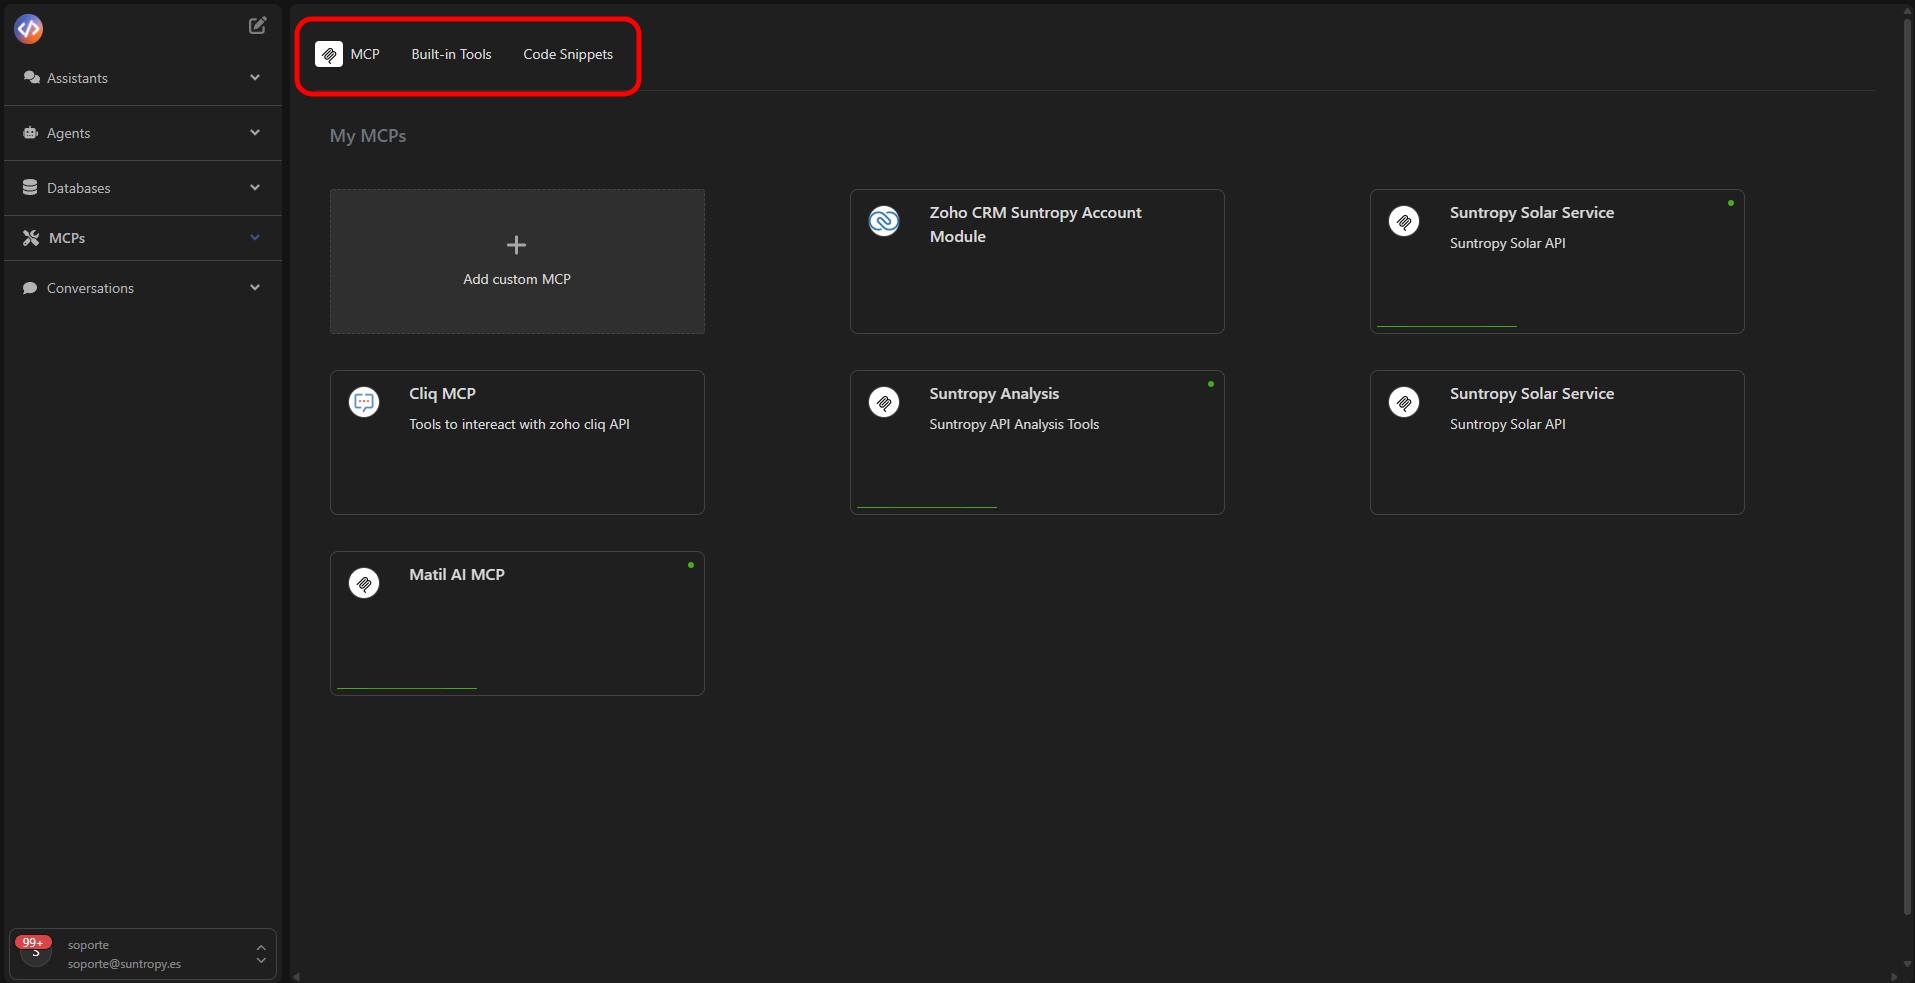 MCP Built-in Tools Code Snippets
Assistants
Agents
Databases
MCPs
Conversations
My MCPs
Add custom MCP
Zoho CRM Suntropy Account
Module
Suntropy Solar Service
Suntropy Solar API
Cliq MCP
Tools to intereact with zoho cliq API
Suntropy Analysis
Suntropy API Analysis Tools
Suntropy Solar Service
Suntropy Solar API
Matil AI MCP
99+
S
soporte
soporte@suntropy.es